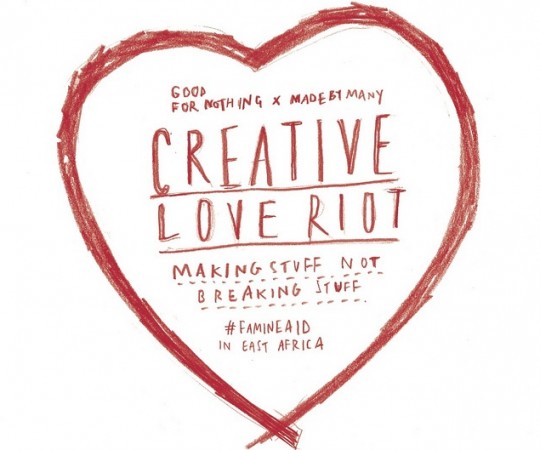 GOOD
FOR NOTHING x MADE BY MANY
CREATIVE
LOVE RIOT
MAKING STUFF NOT
BREAKING STUFF
#FAMINEAID
IN EAST AFRICA